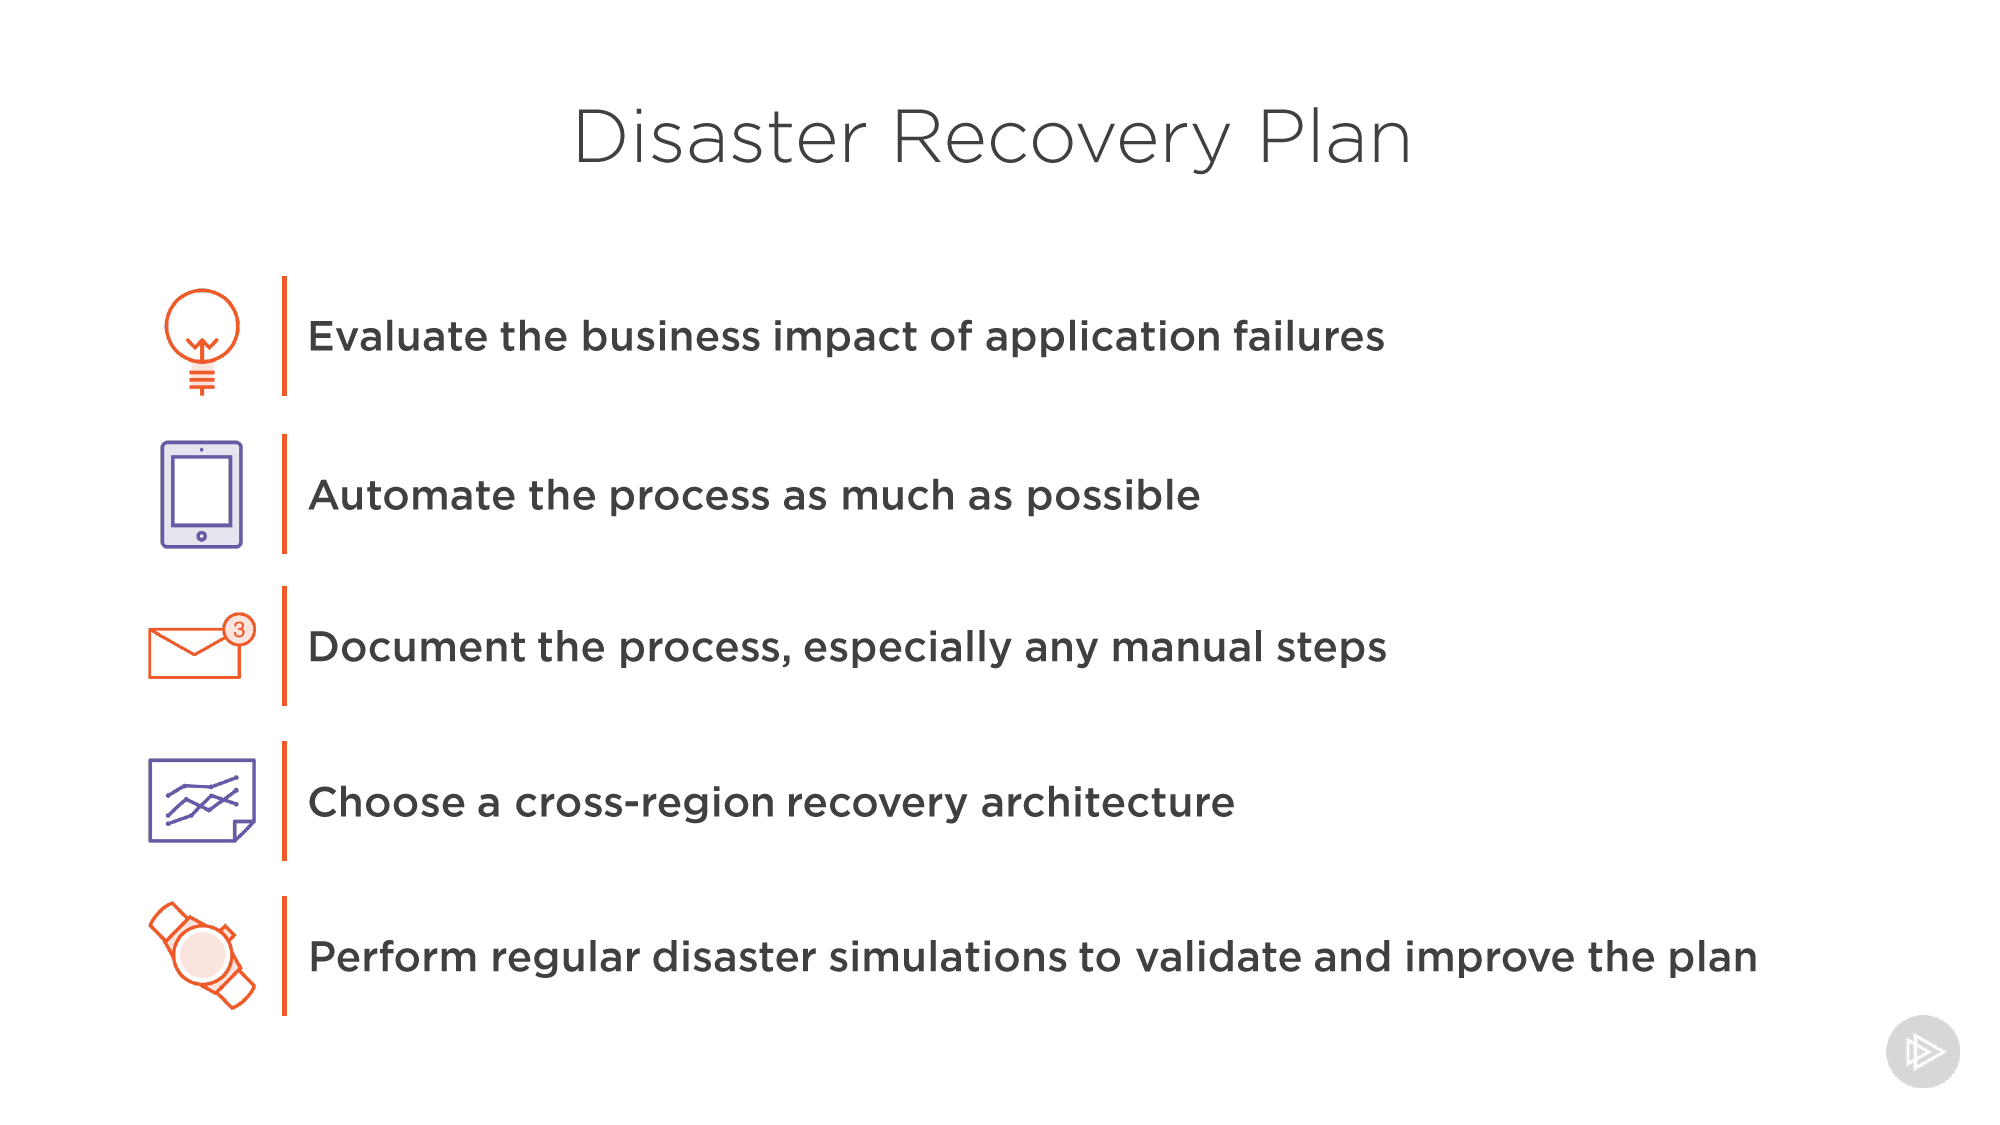 Disaster Recovery Plan
Evaluate the business impact of application failures
Automate the process as much as possible
3
Document the process, especially any manual steps
Choose a cross-region recovery architecture
Perform regular disaster simulations to validate and improve the plan